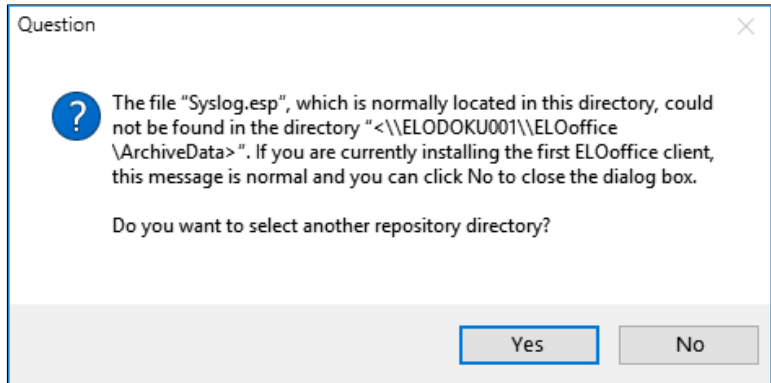 Question
The file “Syslog.esp”, which is normally located in this directory, could
not be found in the directory “<\\ELODOKU001\\ELOoffice
\ArchiveData>”. If you are currently installing the first ELOoffice client,
this message is normal and you can click No to close the dialog box.
Do you want to select another repository directory?
Yes
No